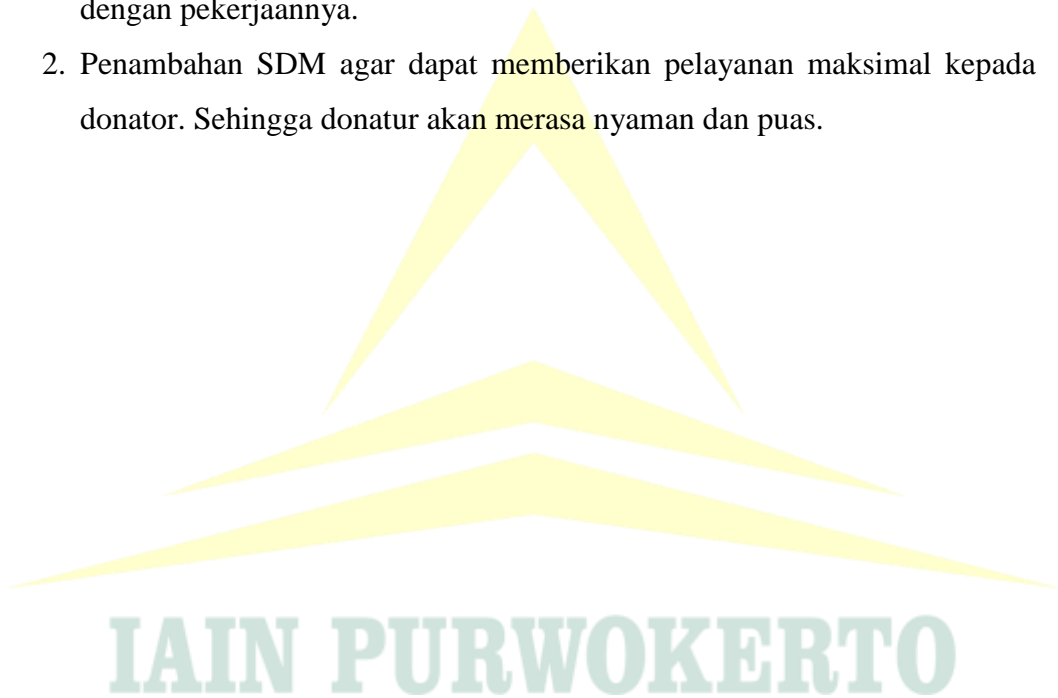 dengan pekerjaannya.
2. Penambahan SDM agar dapat memberikan pelayanan maksimal kepada
donator. Sehingga donatur akan merasa nyaman dan puas.
IAIN PURWOKERTO